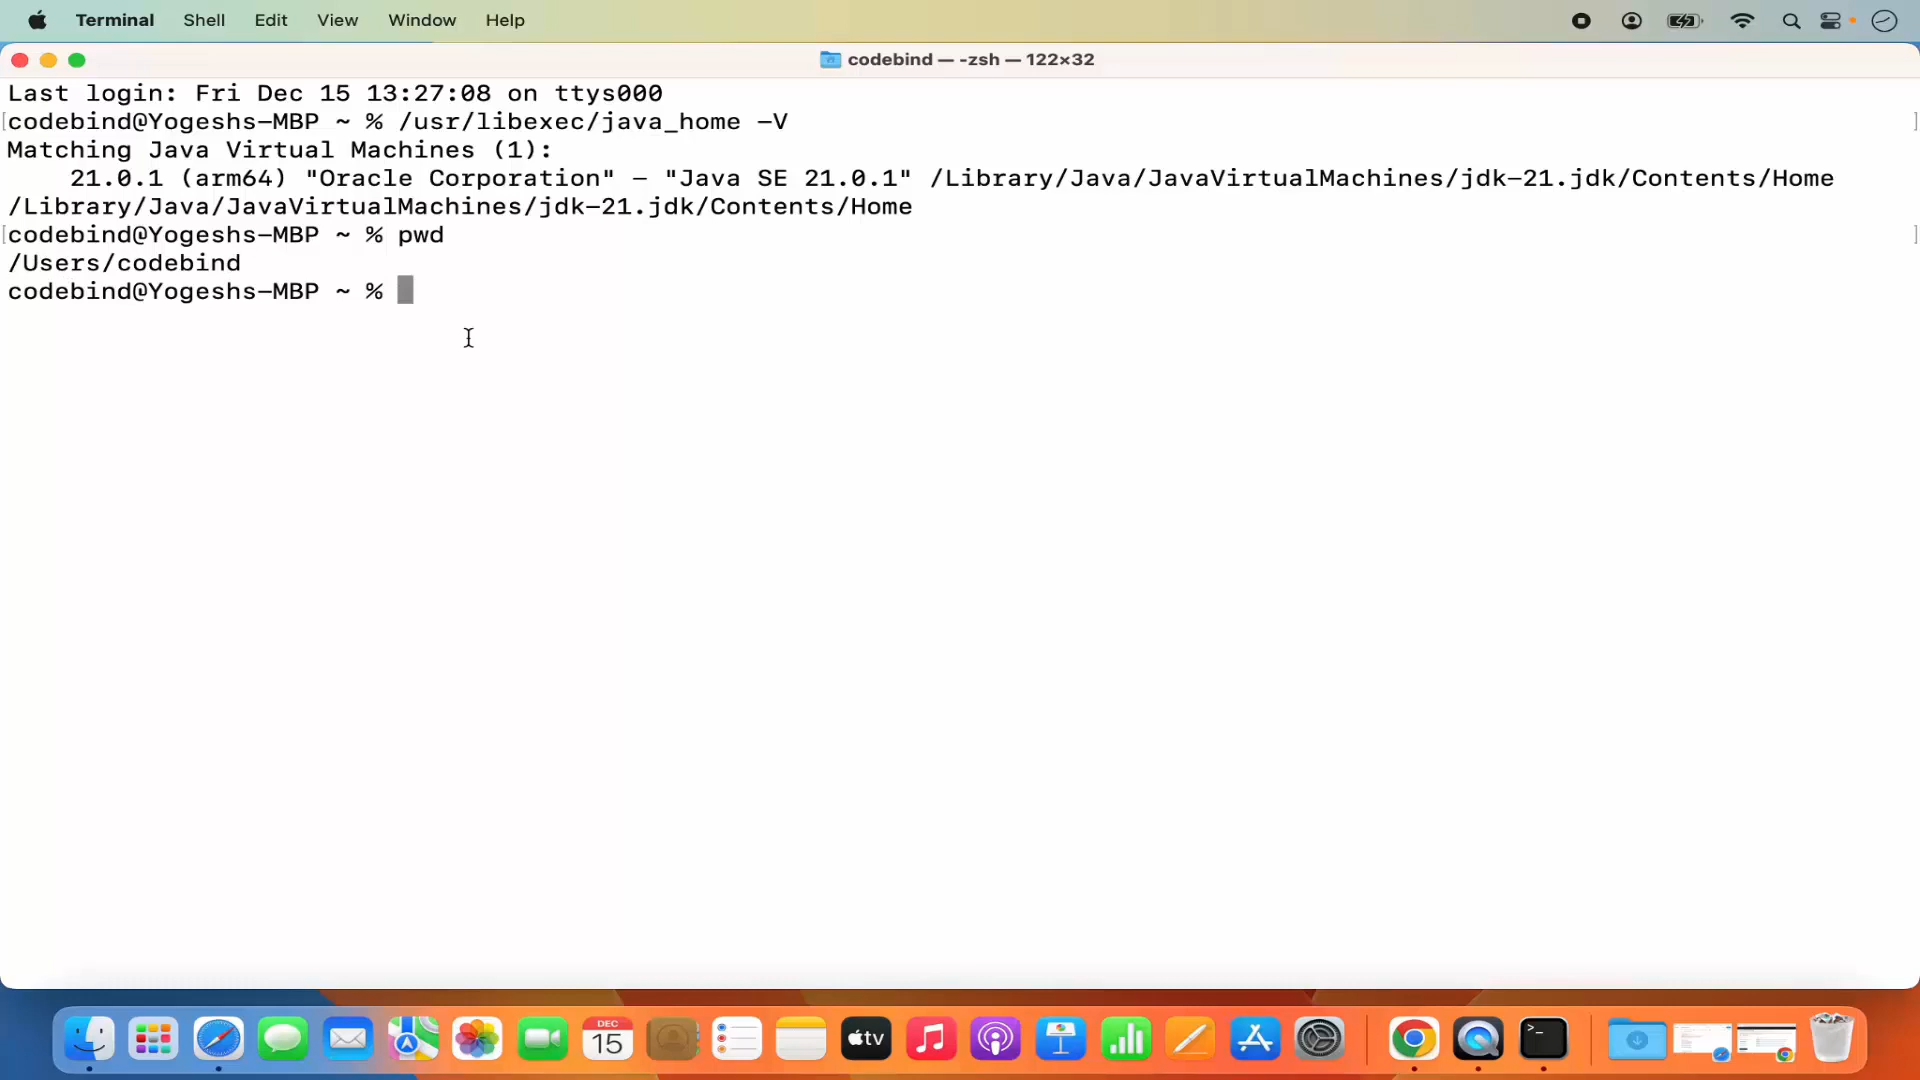 Terminal Shell Edit View Window Help
codebind — -zsh — 122×32
Last login: Fri Dec 15 13:27:08 on ttys000
[codebind@Yogeshs-MBP ~ % /usr/libexec/java_home -V ]
Matching Java Virtual Machines (1):
    21.0.1 (arm64) "Oracle Corporation" - "Java SE 21.0.1" /Library/Java/JavaVirtualMachines/jdk-21.jdk/Contents/Home
/Library/Java/JavaVirtualMachines/jdk-21.jdk/Contents/Home
[codebind@Yogeshs-MBP ~ % pwd ]
/Users/codebind
codebind@Yogeshs-MBP ~ %
DEC
15
tv
>_